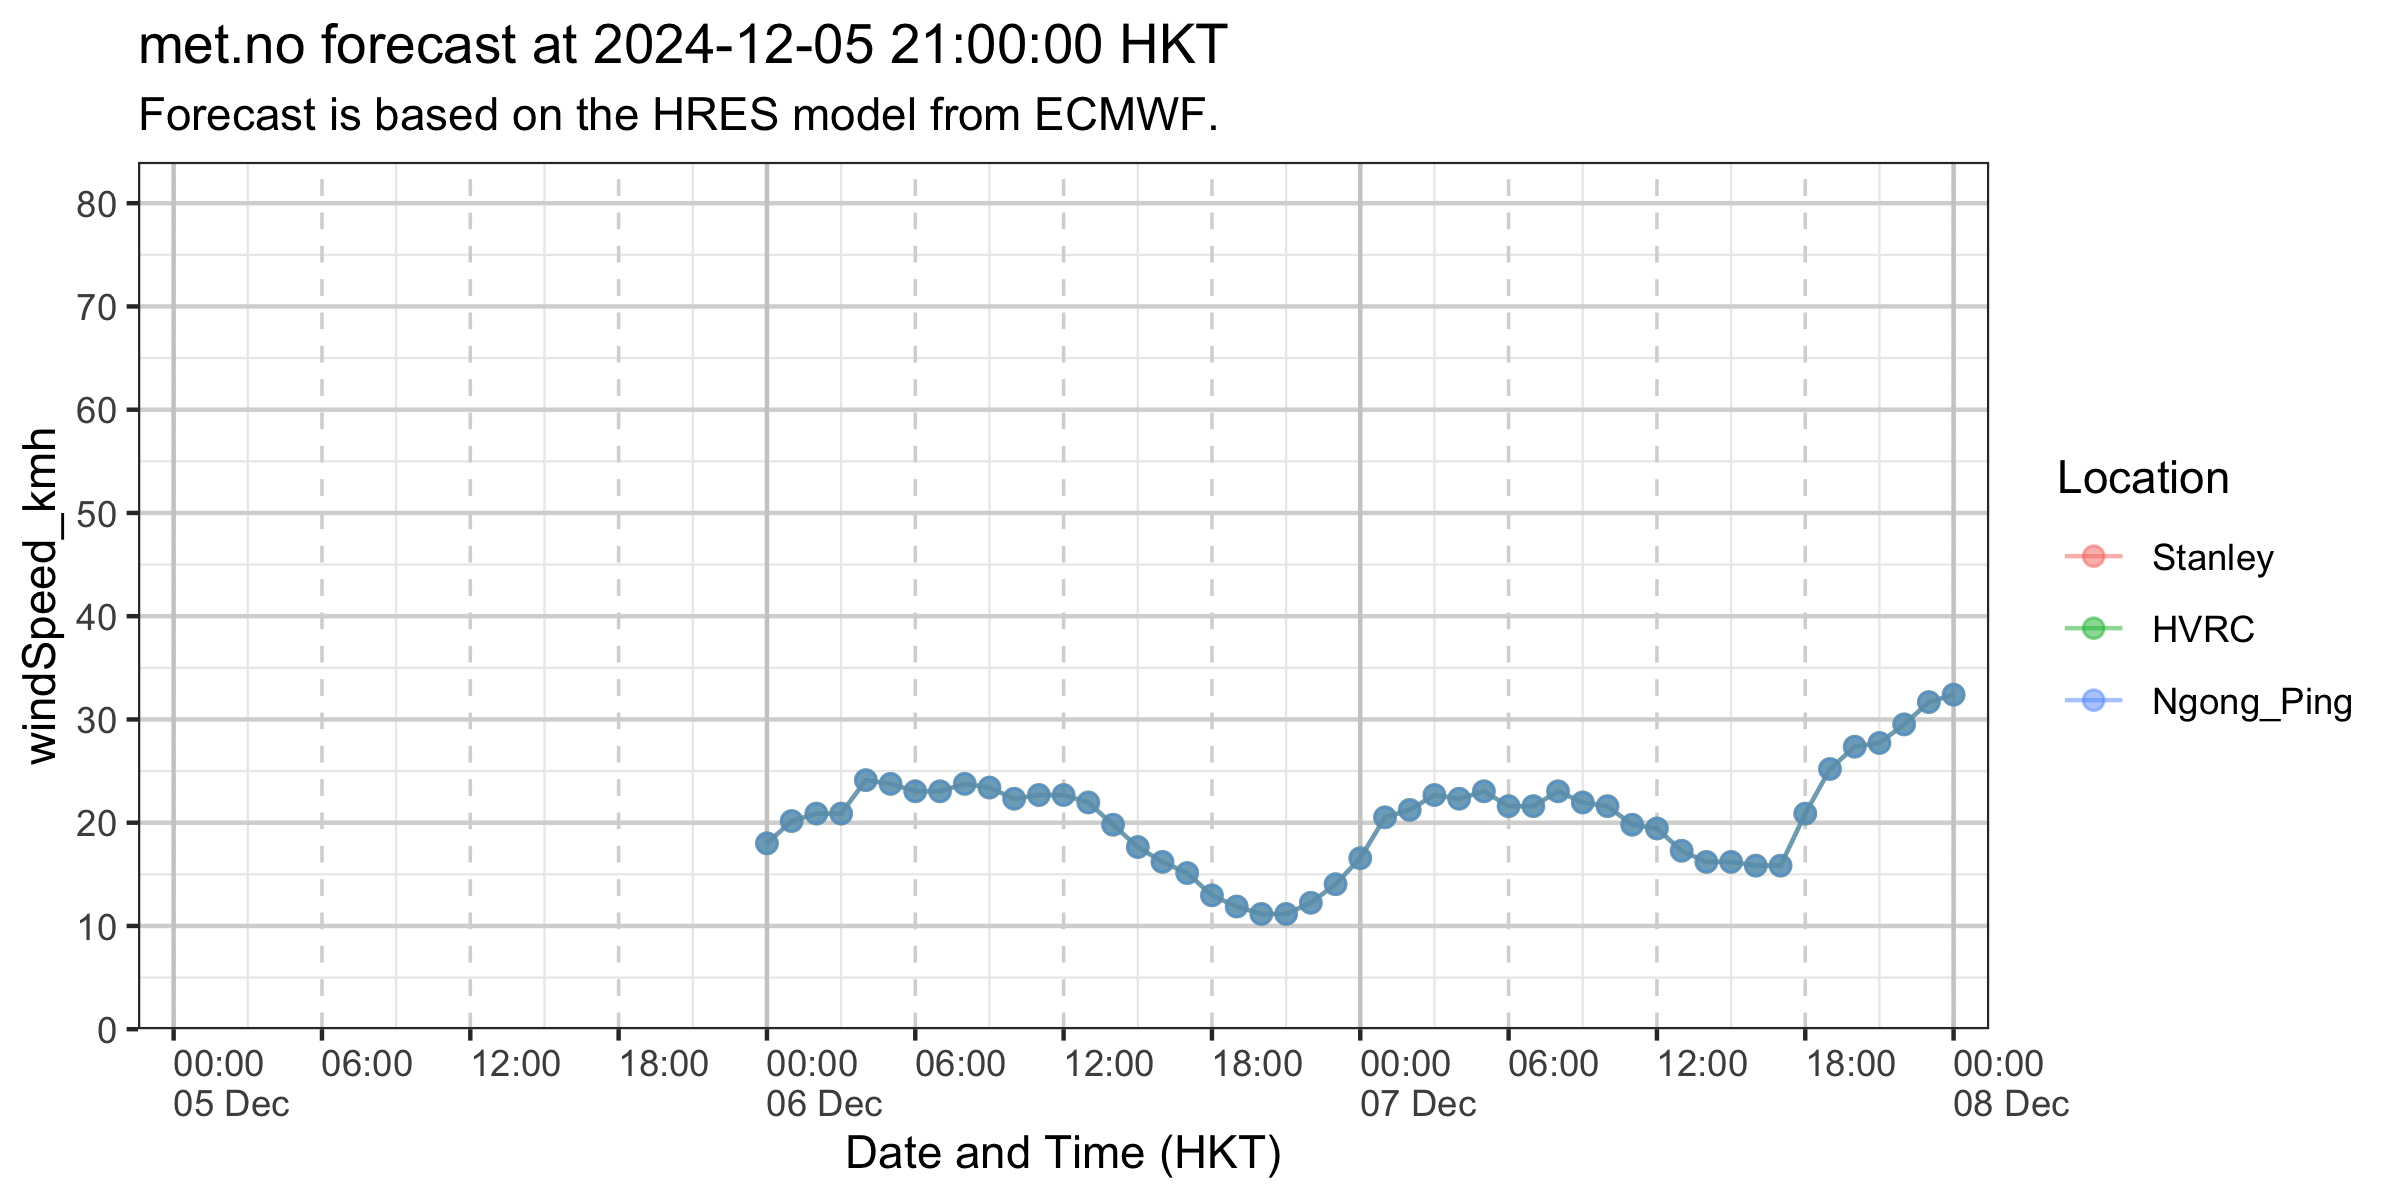 met.no forecast at 2024-12-05 21:00:00 HKT
Forecast is based on the HRES model from ECMWF.
windSpeed_kmh
80
70
60
50
40
30
20
10
0
00:00 06:00 12:00 18:00 00:00 06:00 12:00 18:00 00:00 06:00 12:00 18:00 00:00
05 Dec 06 Dec 07 Dec 08 Dec
Date and Time (HKT)
Location
Stanley
HVRC
Ngong_Ping